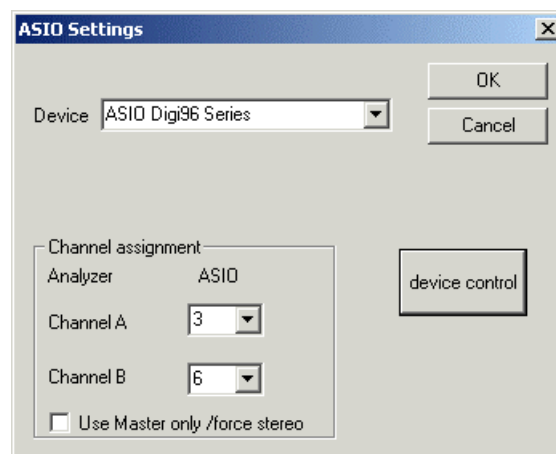 ASIO Settings
Device ASIO Digi96 Series
OK
Cancel
Channel assignment
Analyzer ASIO
Channel A 3
Channel B 6
Use Master only /force stereo
device control